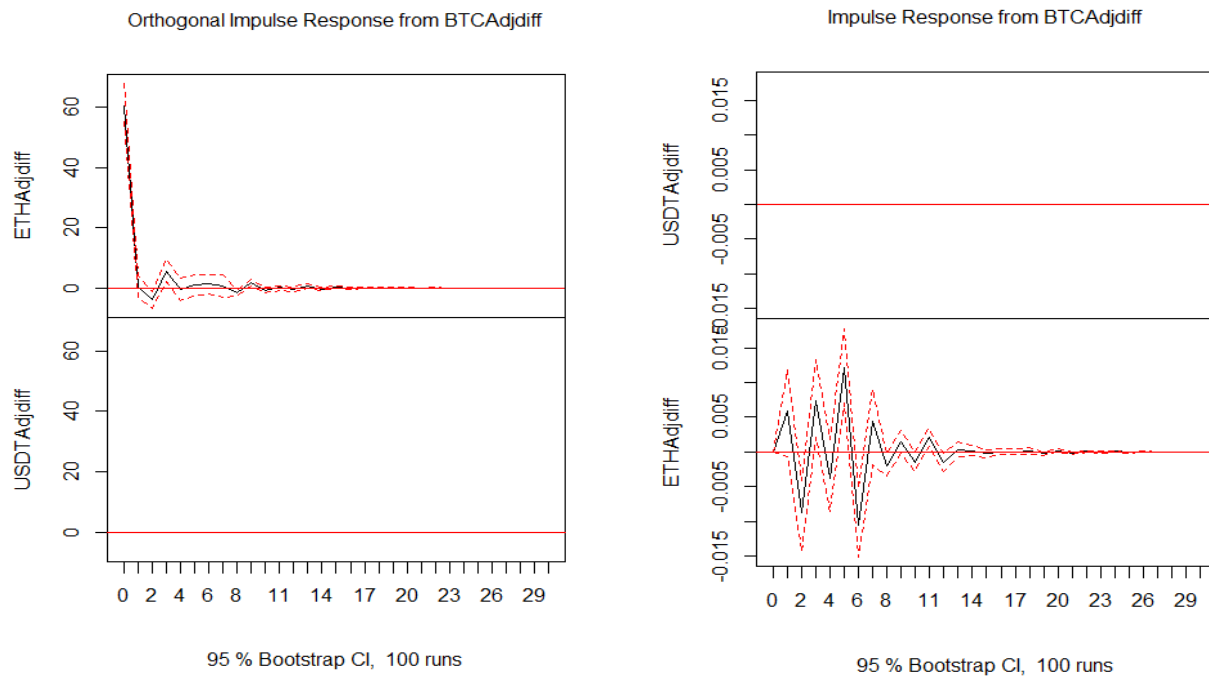 Orthogonal Impulse Response from BTCAdjdiff
ETHAdjdiff
60
40
20
0
USDTAdjdiff
60
40
20
0
0 2 4 6 8 11 14 17 20 23 26 29
95 % Bootstrap CI, 100 runs
Impulse Response from BTCAdjdiff
USDTAdjdiff
0.015
0.005
-0.005
-0.015
ETHAdjdiff
0.015
0.005
-0.005
-0.015
0 2 4 6 8 11 14 17 20 23 26 29
95 % Bootstrap CI, 100 runs